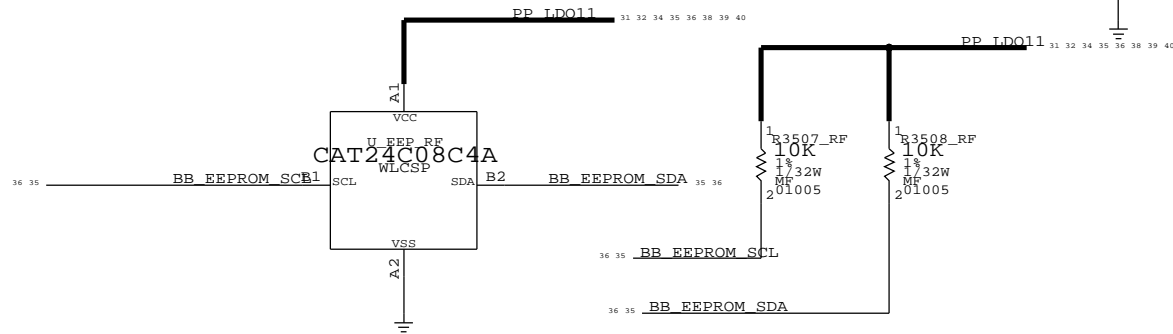 PP_LDO11 31 32 34 35 36 38 39 40
A1
VCC
U_EEP_RF
CAT24C08C4A
WLCSP
36 35 BB_EEPROM_SCL B1 SCL
SDA B2 BB_EEPROM_SDA 35 36
VSS
A2
PP_LDO11 31 32 34 35 36 38 39 40
1
R3507_RF
10K
1%
1/32W
MF
2 01005
1
R3508_RF
10K
1%
1/32W
MF
2 01005
36 35 BB_EEPROM_SCL
36 35 BB_EEPROM_SDA